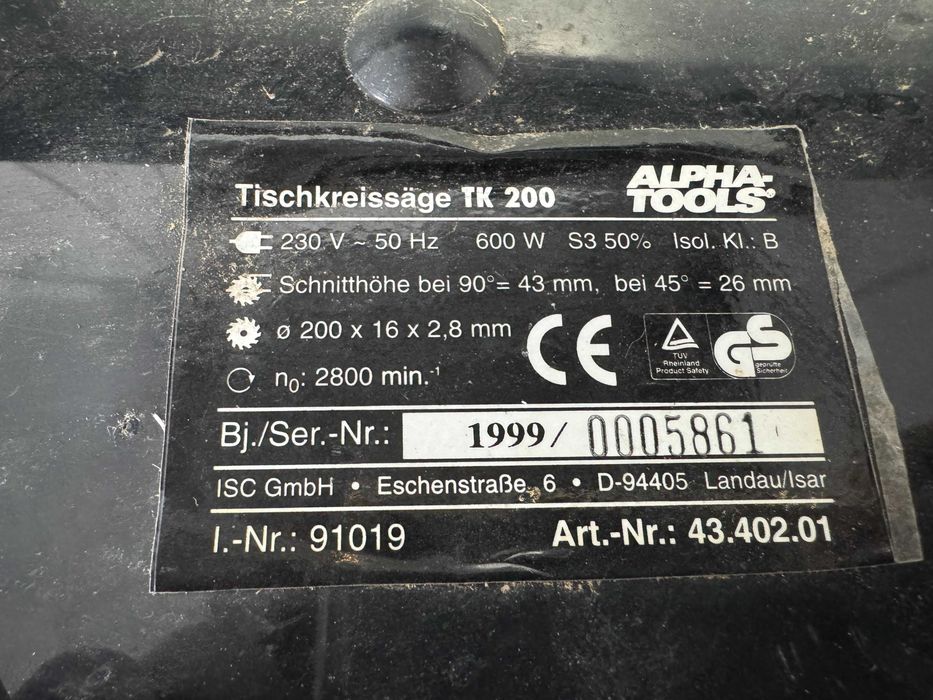 Tischkreissäge TK 200
ALPHA-
TOOLS®
230 V ~ 50 Hz 600 W S3 50% Isol. Kl.: B
Schnitthöhe bei 90°= 43 mm, bei 45° = 26 mm
ø 200 x 16 x 2,8 mm
CE
TÜV
Rheinland
Product Safety
GS
geprüfte
Sicherheit
n₀: 2800 min.¹
Bj./Ser.-Nr.: 1999/ 0005861
ISC GmbH • Eschenstraße 6 • D-94405 Landau/Isar
I.-Nr.: 91019 Art.-Nr.: 43.402.01